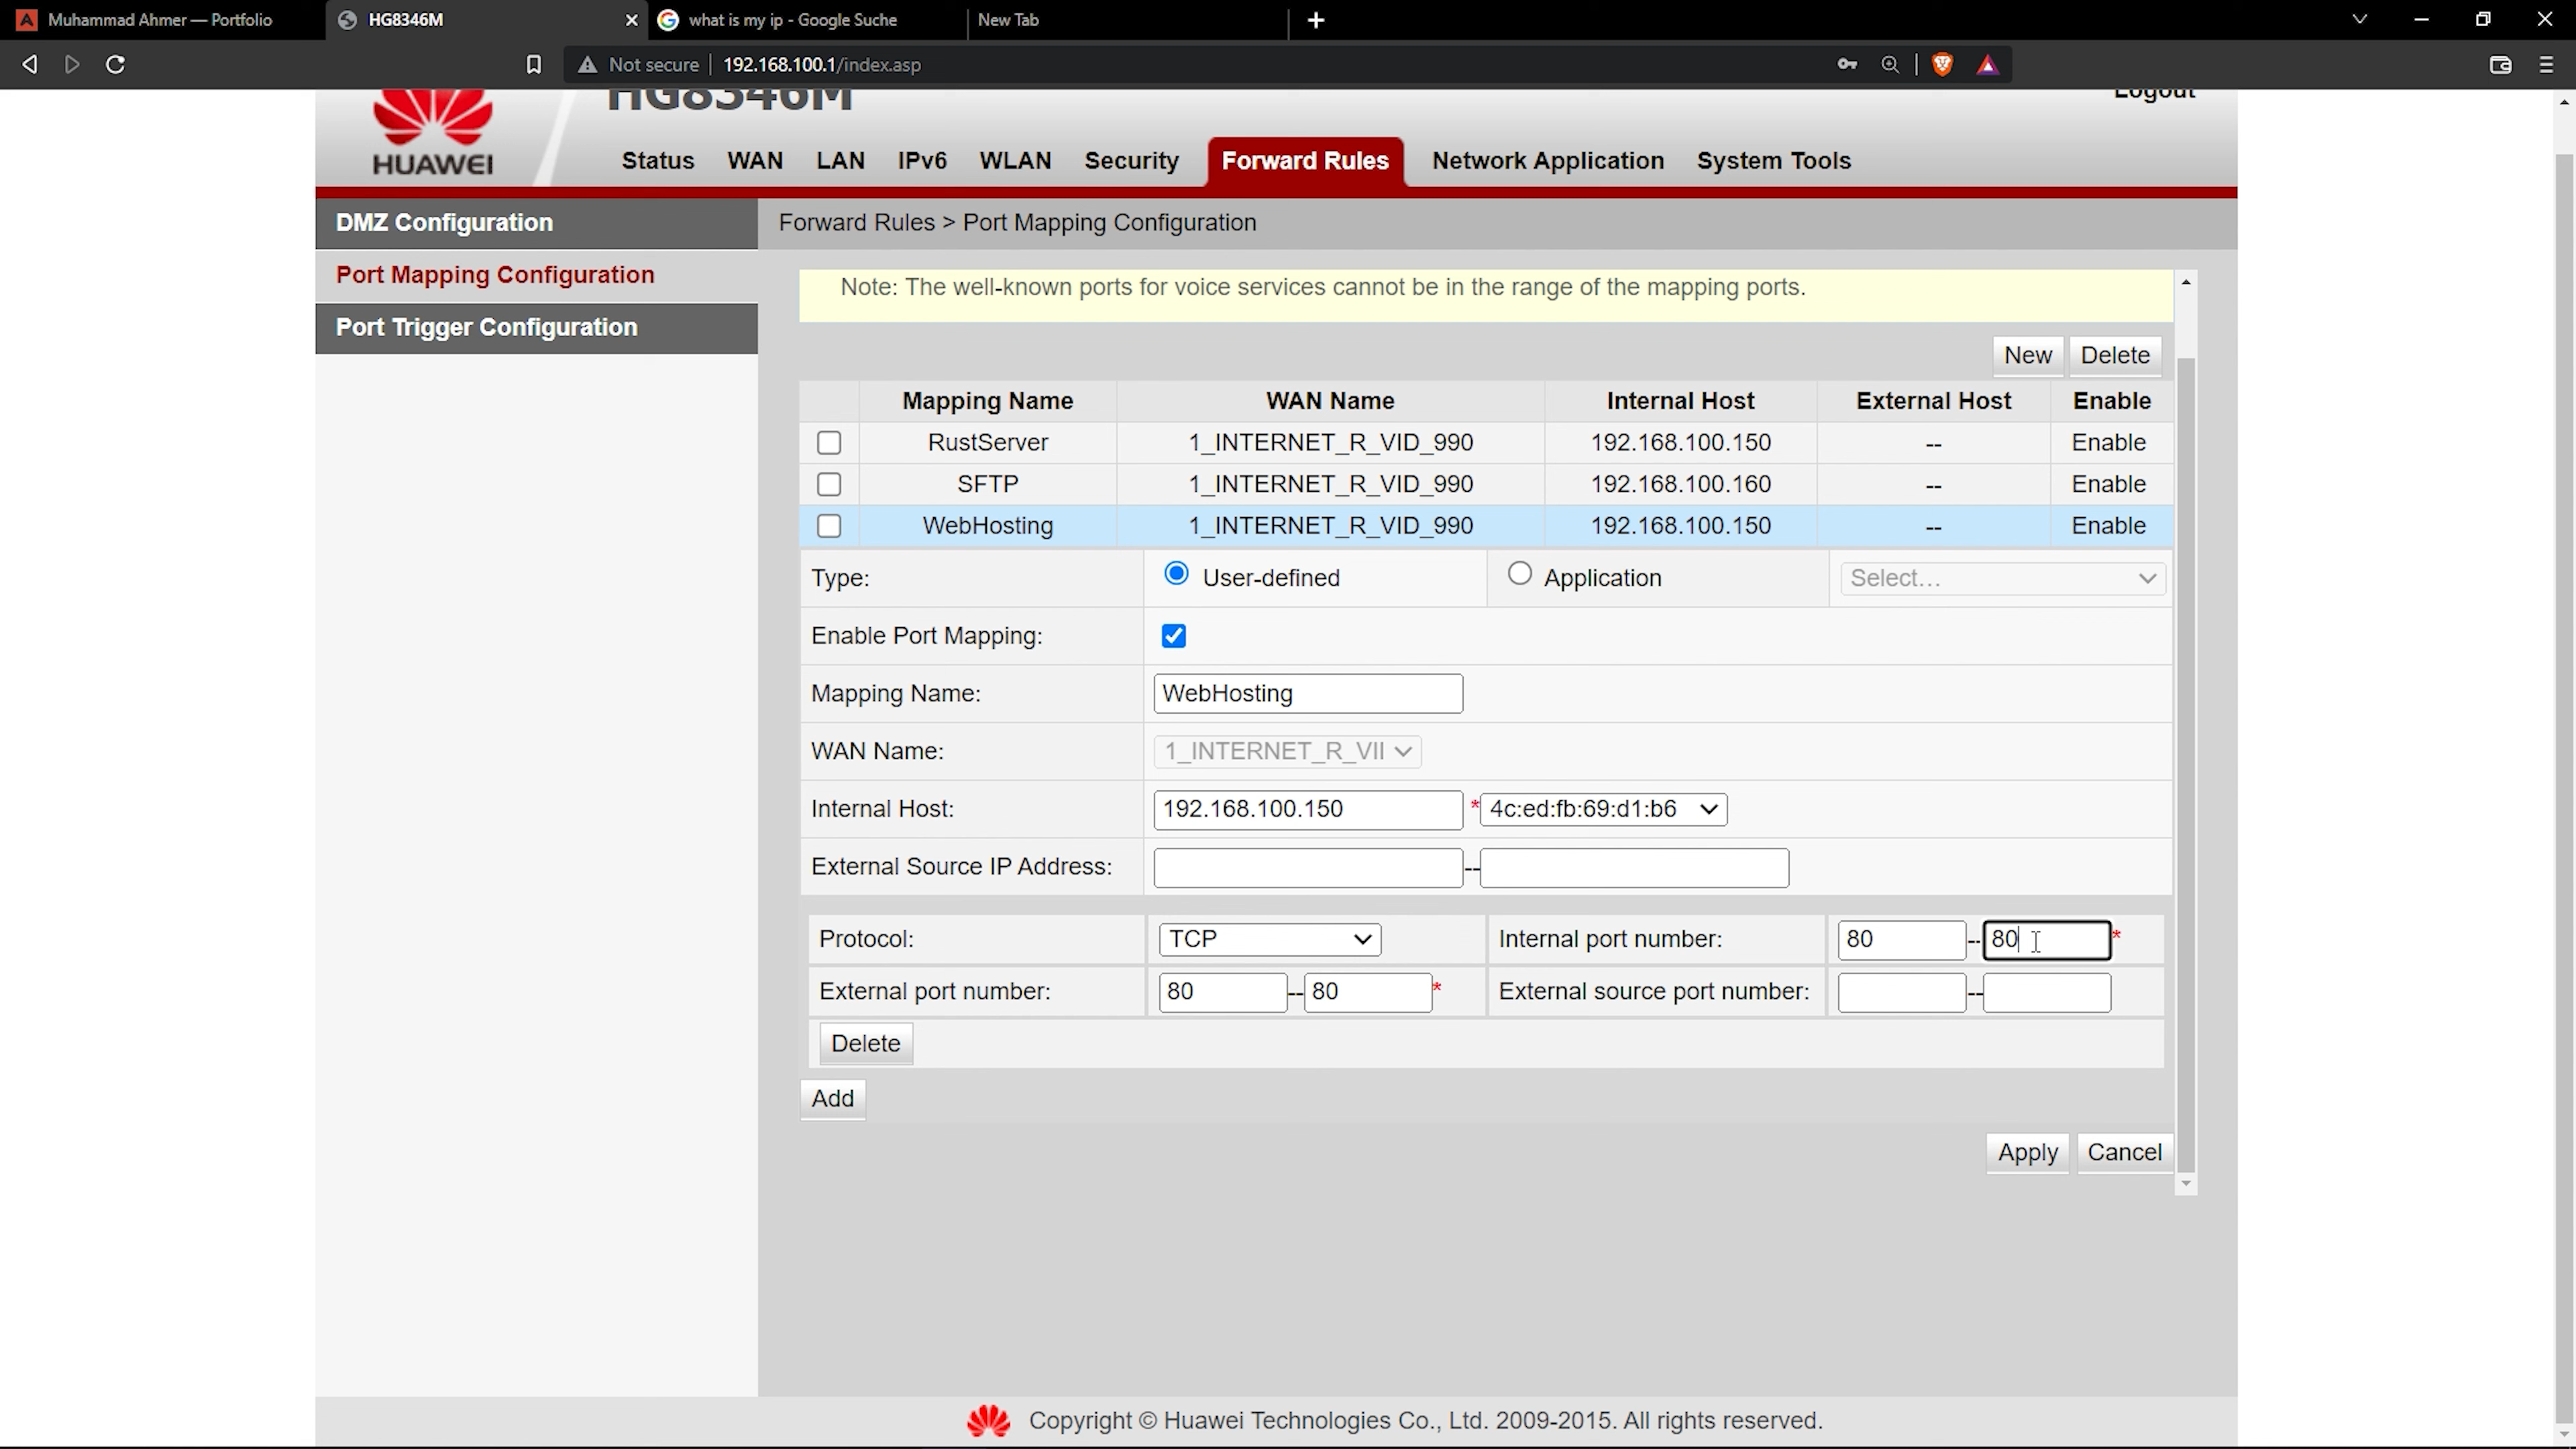 Muhammad Ahmer — Portfolio
HG8346M
what is my ip - Google Suche
New Tab
Not secure
192.168.100.1/index.asp
HUAWEI
HG8346M
Logout
Status
WAN
LAN
IPv6
WLAN
Security
Forward Rules
Network Application
System Tools
DMZ Configuration
Port Mapping Configuration
Port Trigger Configuration
Forward Rules > Port Mapping Configuration
Note: The well-known ports for voice services cannot be in the range of the mapping ports.
New Delete
Mapping Name WAN Name Internal Host External Host Enable
RustServer 1_INTERNET_R_VID_990 192.168.100.150 -- Enable
SFTP 1_INTERNET_R_VID_990 192.168.100.160 -- Enable
WebHosting 1_INTERNET_R_VID_990 192.168.100.150 -- Enable
Type: User-defined Application Select...
Enable Port Mapping:
Mapping Name: WebHosting
WAN Name: 1_INTERNET_R_VII
Internal Host: 192.168.100.150 * 4c:ed:fb:69:d1:b6
External Source IP Address: --
Protocol: TCP Internal port number: 80 -- 80 *
External port number: 80 -- 80 * External source port number: --
Delete
Add
Apply Cancel
Copyright © Huawei Technologies Co., Ltd. 2009-2015. All rights reserved.